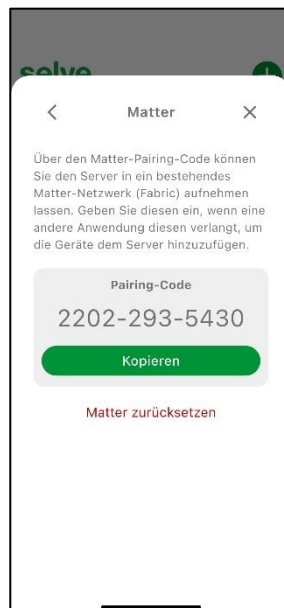 selve
Matter
Über den Matter-Pairing-Code können
Sie den Server in ein bestehendes
Matter-Netzwerk (Fabric) aufnehmen
lassen. Geben Sie diesen ein, wenn eine
andere Anwendung diesen verlangt, um
die Geräte dem Server hinzuzufügen.
Pairing-Code
2202-293-5430
Kopieren
Matter zurücksetzen